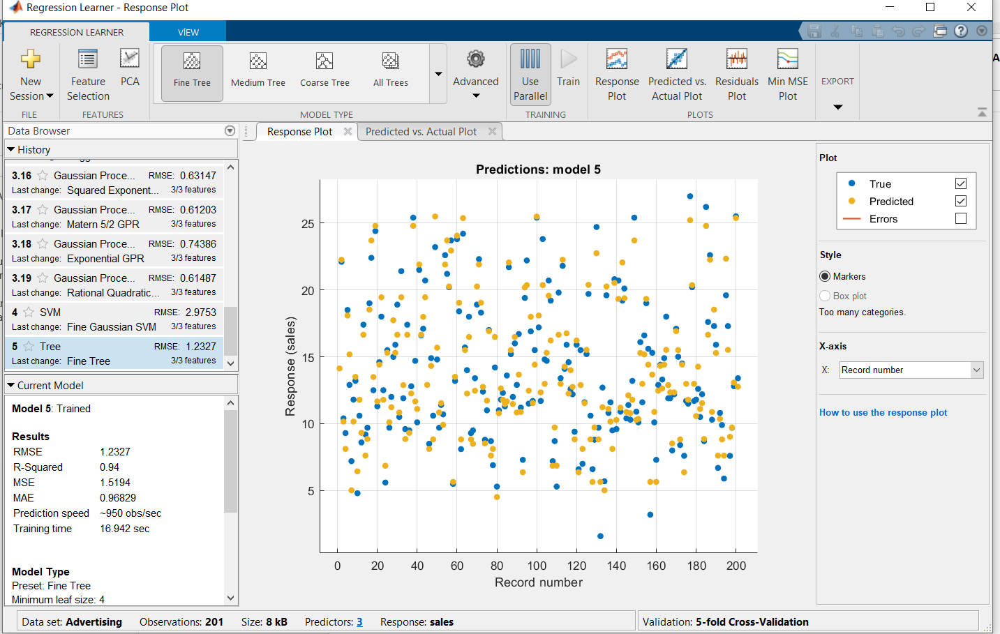 Regression Learner - Response Plot
REGRESSİON LEARNER
VİEW
New Session
Feature Selection
PCA
Fine Tree
Medium Tree
Coarse Tree
All Trees
Advanced
Use Parallel
Train
Response Plot
Predicted vs. Actual Plot
Residuals Plot
Min MSE Plot
EXPORT
FILE
FEATURES
MODEL TYPE
TRAINING
PLOTS
Data Browser
History
3.16 Gaussian Proce... RMSE: 0.63147
Last change: Squared Exponent... 3/3 features
3.17 Gaussian Proce... RMSE: 0.61203
Last change: Matern 5/2 GPR 3/3 features
3.18 Gaussian Proce... RMSE: 0.74386
Last change: Exponential GPR 3/3 features
3.19 Gaussian Proce... RMSE: 0.61487
Last change: Rational Quadratic... 3/3 features
4 SVM RMSE: 2.9753
Last change: Fine Gaussian SVM 3/3 features
5 Tree RMSE: 1.2327
Last change: Fine Tree 3/3 features
Current Model
Model 5: Trained
Results
RMSE 1.2327
R-Squared 0.94
MSE 1.5194
MAE 0.96829
Prediction speed ~950 obs/sec
Training time 16.942 sec
Model Type
Preset: Fine Tree
Minimum leaf size: 4
Response Plot
Predicted vs. Actual Plot
Predictions: model 5
Response (sales)
25
20
15
10
5
0 20 40 60 80 100 120 140 160 180 200
Record number
Plot
True
Predicted
Errors
Style
Markers
Box plot
Too many categories.
X-axis
X: Record number
How to use the response plot
Data set: Advertising Observations: 201 Size: 8 kB Predictors: 3 Response: sales
Validation: 5-fold Cross-Validation